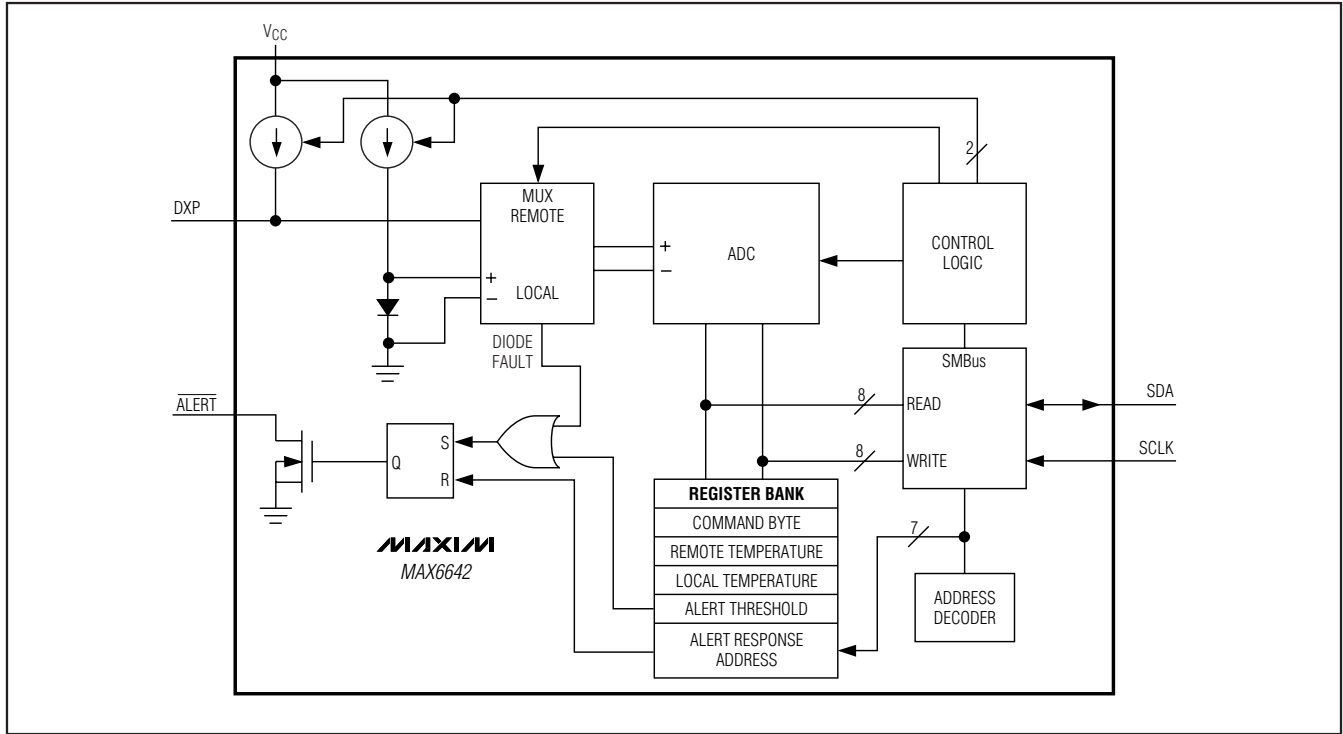 VCC
2
DXP
MUX
REMOTE
+
−
LOCAL
+
−
ADC
CONTROL
LOGIC
DIODE
FAULT
SMBus
ALERT
8
READ
SDA
S
Q
R
8
WRITE
SCLK
MAXIM
MAX6642
REGISTER BANK
COMMAND BYTE
REMOTE TEMPERATURE
LOCAL TEMPERATURE
ALERT THRESHOLD
ALERT RESPONSE
ADDRESS
7
ADDRESS
DECODER